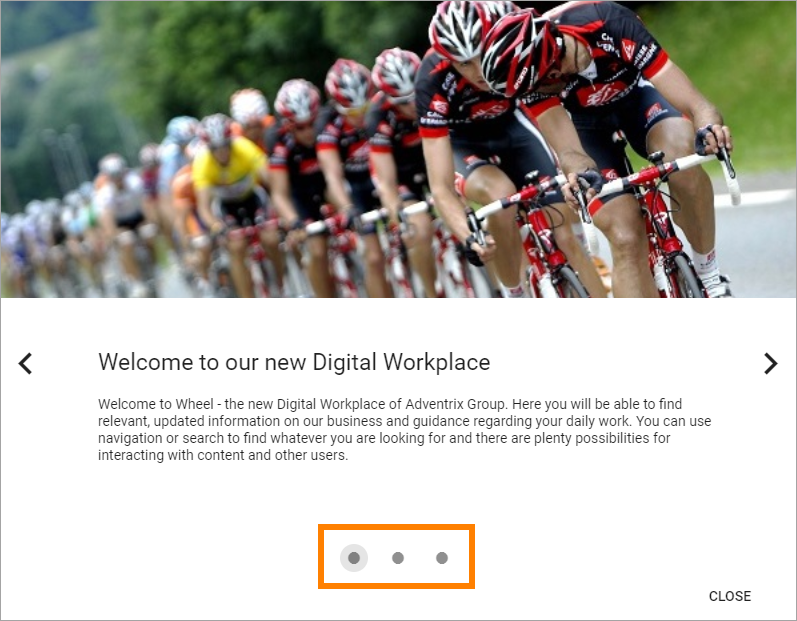 Welcome to our new Digital Workplace
Welcome to Wheel - the new Digital Workplace of Adventrix Group. Here you will be able to find
relevant, updated information on our business and guidance regarding your daily work. You can use
navigation or search to find whatever you are looking for and there are plenty possibilities for
interacting with content and other users.
CLOSE